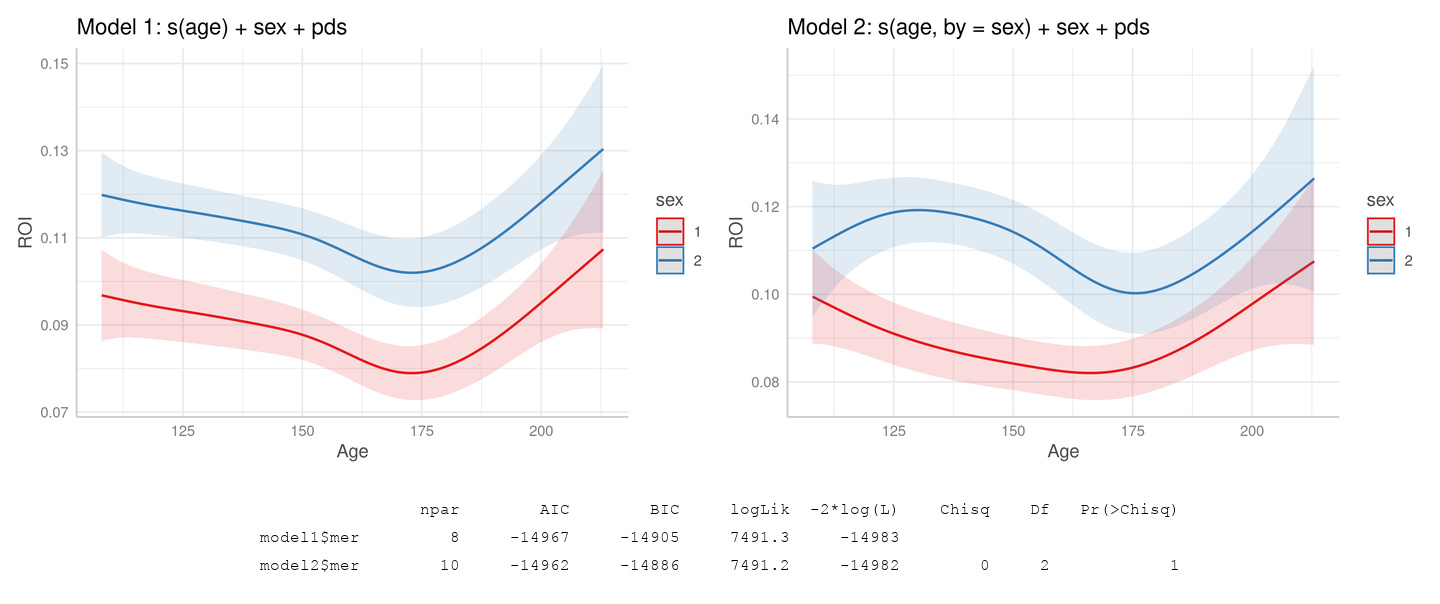 Model 1: s(age) + sex + pds
0.15
0.13
0.11
0.09
0.07
ROI
125 150 175 200
Age
sex
1
2
Model 2: s(age, by = sex) + sex + pds
0.14
0.12
0.10
0.08
ROI
125 150 175 200
Age
sex
1
2
npar AIC BIC logLik -2*log(L) Chisq Df Pr(>Chisq)
model1$mer 8 -14967 -14905 7491.3 -14983
model2$mer 10 -14962 -14886 7491.2 -14982 0 2 1